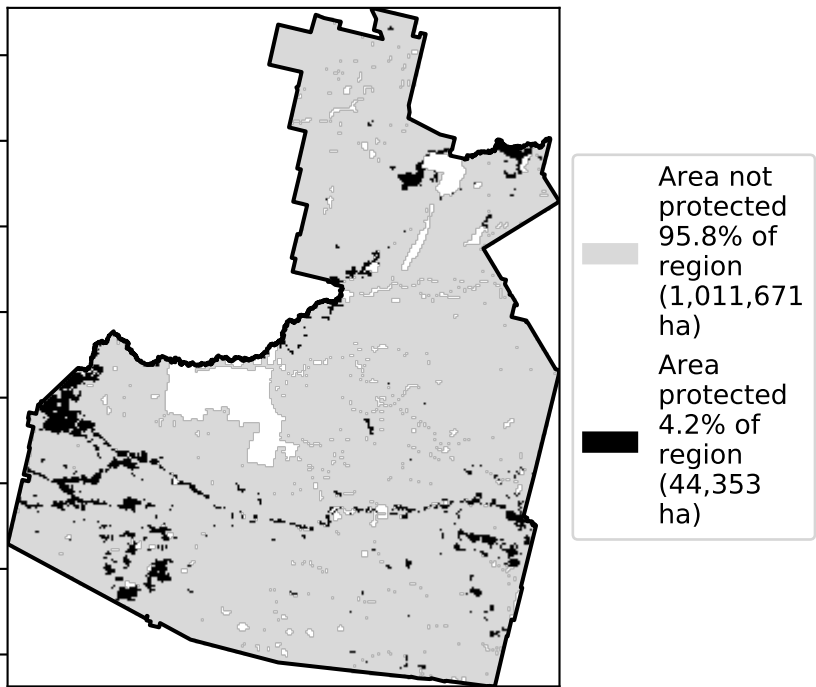 Area not
protected
95.8% of
region
(1,011,671
ha)
Area
protected
4.2% of
region
(44,353
ha)